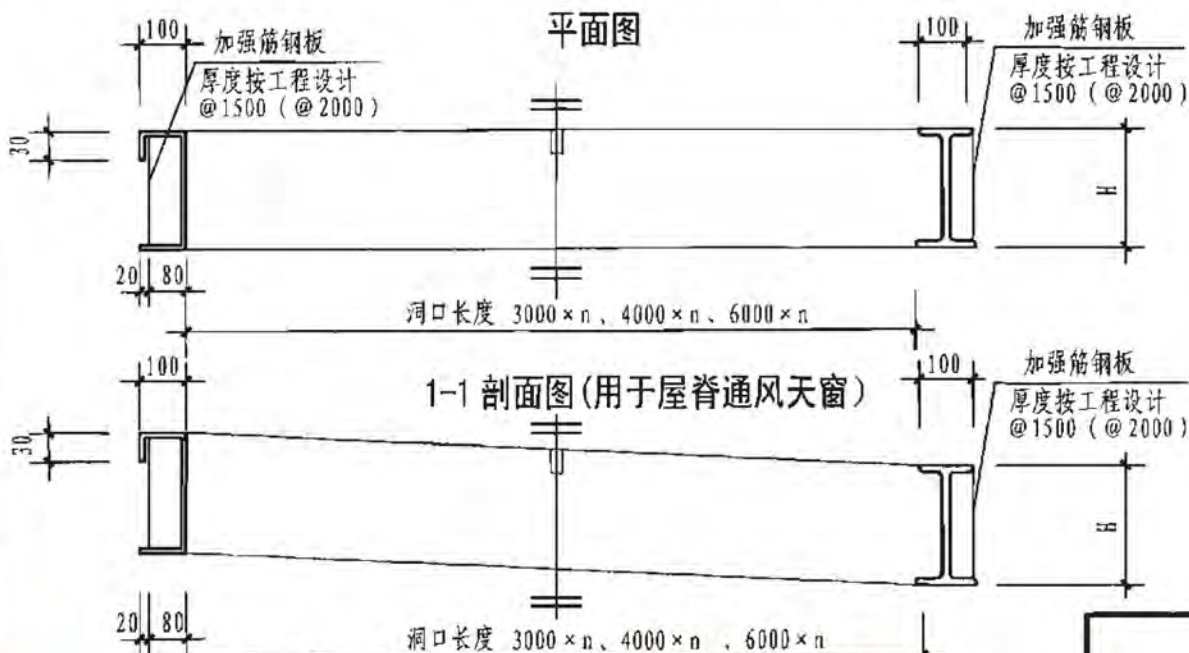 平面图
100
加强筋钢板
厚度按工程设计
@1500（@2000）
100
加强筋钢板
厚度按工程设计
@1500（@2000）
30
H
20 80
洞口长度 3000×n、4000×n、6000×n
1-1 剖面图(用于屋脊通风天窗)
100
100
加强筋钢板
厚度按工程设计
@1500（@2000）
30
H
20 80
洞口长度 3000×n、4000×n 、6000×n